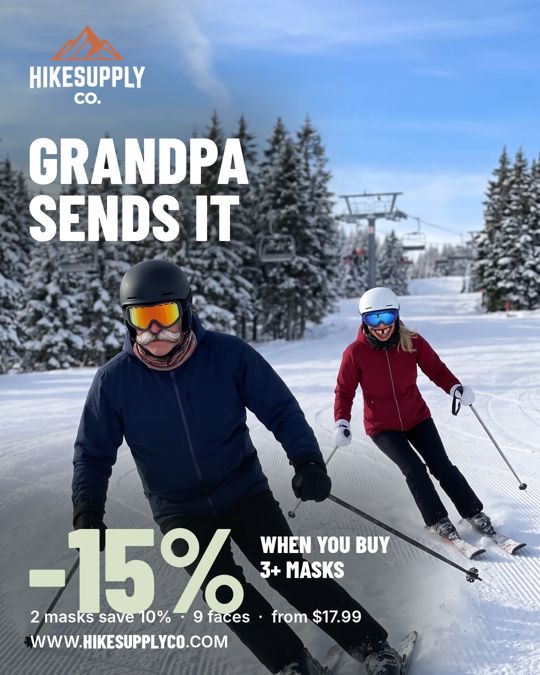 HIKESUPPLY
CO.
GRANDPA
SENDS IT
-15%
WHEN YOU BUY
3+ MASKS
2 masks save 10% · 9 faces · from $17.99
WWW.HIKESUPPLYCO.COM